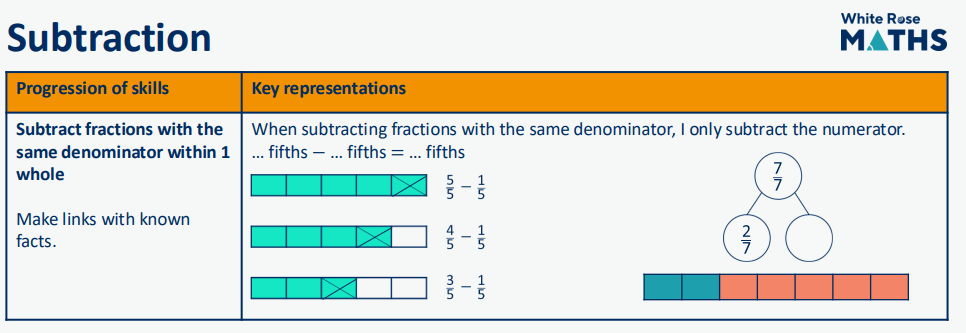 Subtraction
White Rose
MATHS
Progression of skills
Key representations
Subtract fractions with the
same denominator within 1
whole
Make links with known
facts.
When subtracting fractions with the same denominator, I only subtract the numerator.
... fifths − ... fifths = ... fifths
5/5 − 1/5
4/5 − 1/5
3/5 − 1/5
7/7
2/7